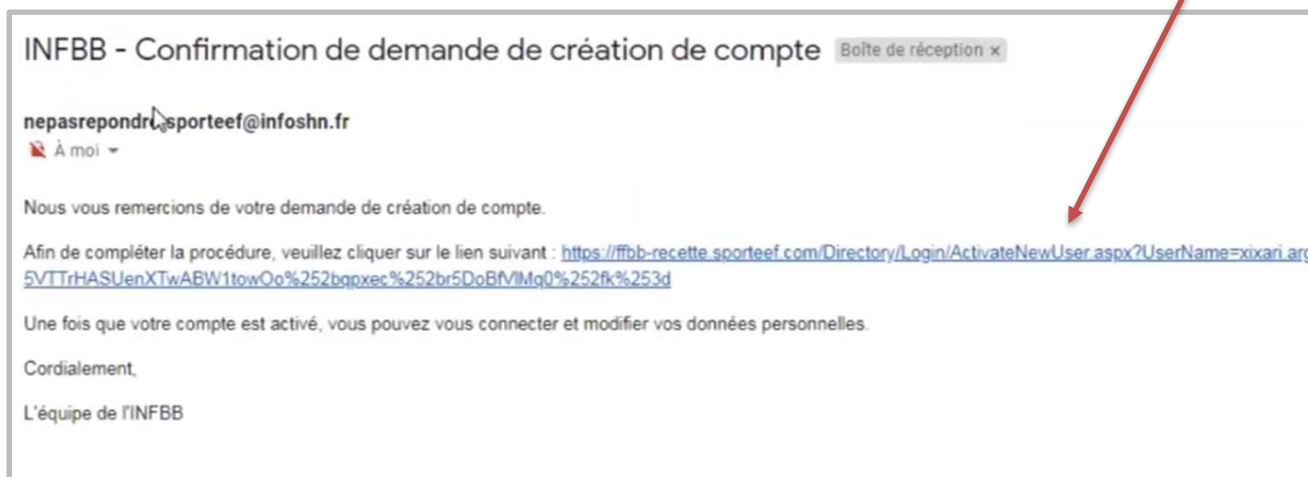 INFBB - Confirmation de demande de création de compte Boîte de réception x
nepasrepondre.sporteef@infoshn.fr
À moi
Nous vous remercions de votre demande de création de compte.
Afin de compléter la procédure, veuillez cliquer sur le lien suivant : https://ffbb-recette.sporteef.com/Directory/Login/ActivateNewUser.aspx?UserName=xixari.arg
5VTTrHASUenXTwABW1towOo%252bqpxec%252br5DoBfVlMq0%252fk%253d
Une fois que votre compte est activé, vous pouvez vous connecter et modifier vos données personnelles.
Cordialement,
L'équipe de l'INFBB